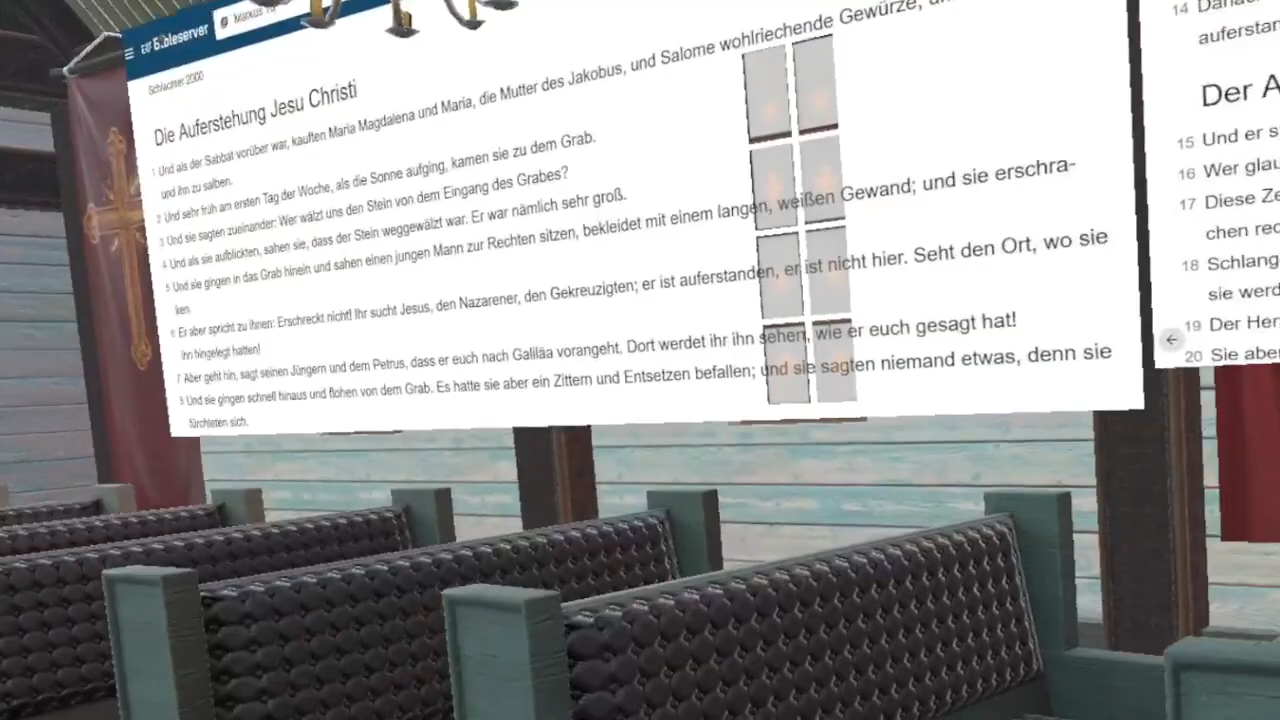 ERF Bibleserver
Markus 16
Schlachter 2000
Die Auferstehung Jesu Christi
1 Und als der Sabbat vorüber war, kauften Maria Magdalena und Maria, die Mutter des Jakobus, und Salome wohlriechende Gewürze,
und ihn zu salben.
2 Und sehr früh am ersten Tag der Woche, als die Sonne aufging, kamen sie zu dem Grab.
3 Und sie sagten zueinander: Wer wälzt uns den Stein von dem Eingang des Grabes?
4 Und als sie aufblickten, sahen sie, dass der Stein weggewälzt war. Er war nämlich sehr groß.
5 Und sie gingen in das Grab hinein und sahen einen jungen Mann zur Rechten sitzen, bekleidet mit einem langen, weißen Gewand; und sie erschra-
ken.
6 Er aber spricht zu ihnen: Erschreckt nicht! Ihr sucht Jesus, den Nazarener, den Gekreuzigten; er ist auferstanden, er ist nicht hier. Seht den Ort, wo sie
ihn hingelegt hatten!
7 Aber geht hin, sagt seinen Jüngern und dem Petrus, dass er euch nach Galiläa vorangeht. Dort werdet ihr ihn sehen, wie er euch gesagt hat!
8 Und sie gingen schnell hinaus und flohen von dem Grab. Es hatte sie aber ein Zittern und Entsetzen befallen; und sie sagten niemand etwas, denn sie
fürchteten sich.
14 Danac
auferstan
Der A
15 Und er s
16 Wer glau
17 Diese Ze
chen red
18 Schlang
sie werd
19 Der Her
20 Sie aber